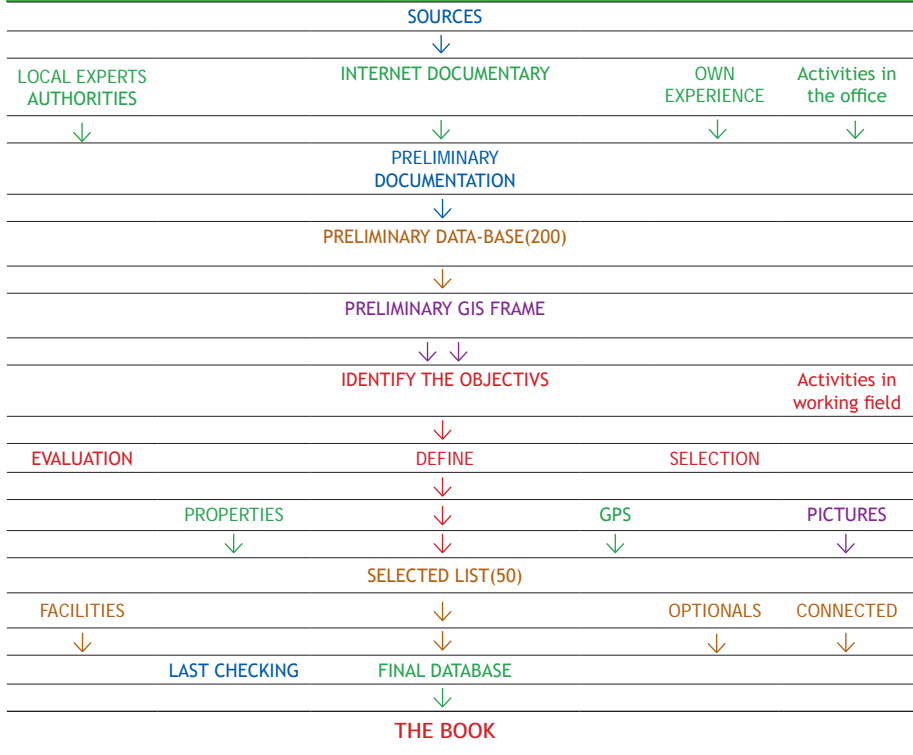 SOURCES
LOCAL EXPERTS
AUTHORITIES
INTERNET DOCUMENTARY
OWN
EXPERIENCE
Activities in
the office
PRELIMINARY
DOCUMENTATION
PRELIMINARY DATA-BASE(200)
PRELIMINARY GIS FRAME
IDENTIFY THE OBJECTIVS
Activities in
working field
EVALUATION
DEFINE
SELECTION
PROPERTIES
GPS
PICTURES
SELECTED LIST(50)
FACILITIES
OPTIONALS
CONNECTED
LAST CHECKING
FINAL DATABASE
THE BOOK